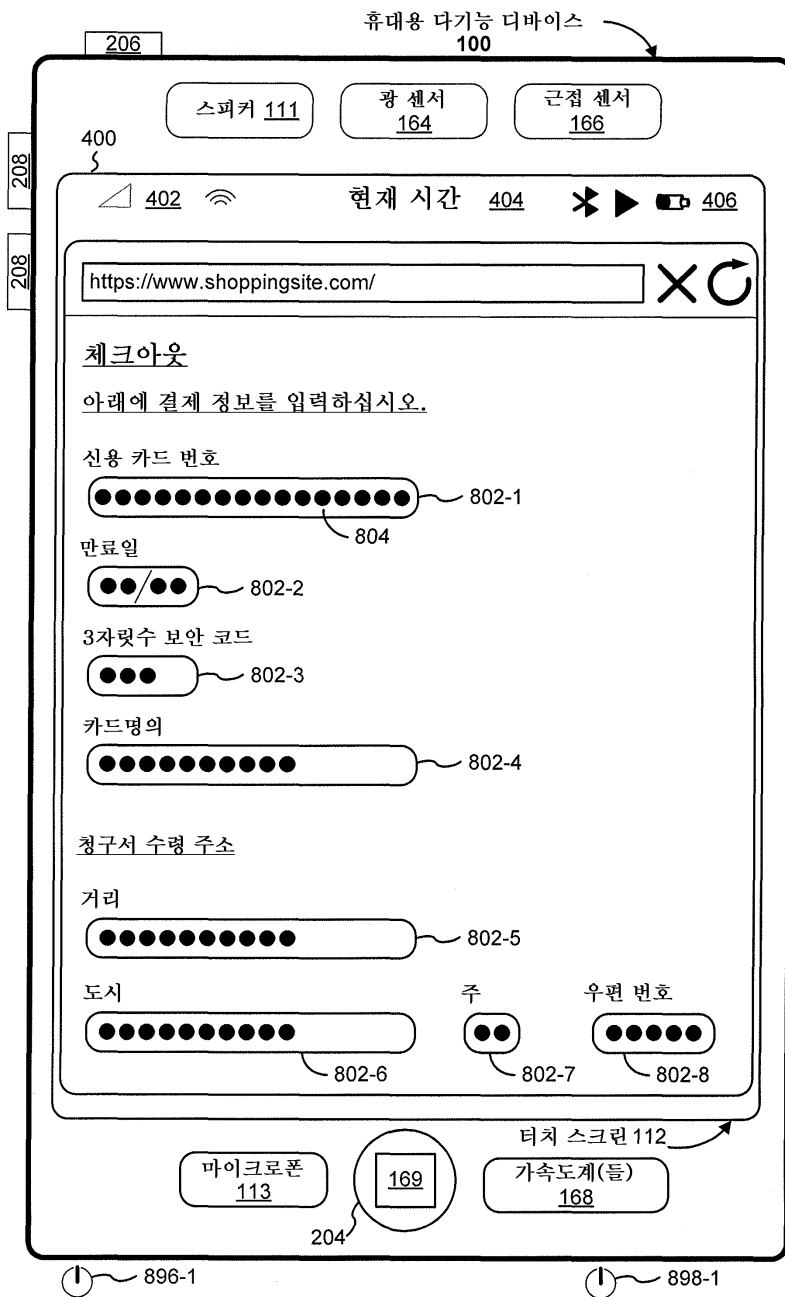 휴대용 다기능 디바이스
100
206
스피커 111
광 센서
164
근접 센서
166
208
400
402
현재 시간 404
406
208
https://www.shoppingsite.com/
체크아웃
아래에 결제 정보를 입력하십시오.
신용 카드 번호
802-1
804
만료일
802-2
3자릿수 보안 코드
802-3
카드명의
802-4
청구서 수령 주소
거리
802-5
도시 주 우편 번호
802-6 802-7 802-8
터치 스크린 112
마이크로폰
113
169
가속도계(들)
168
204
896-1 898-1